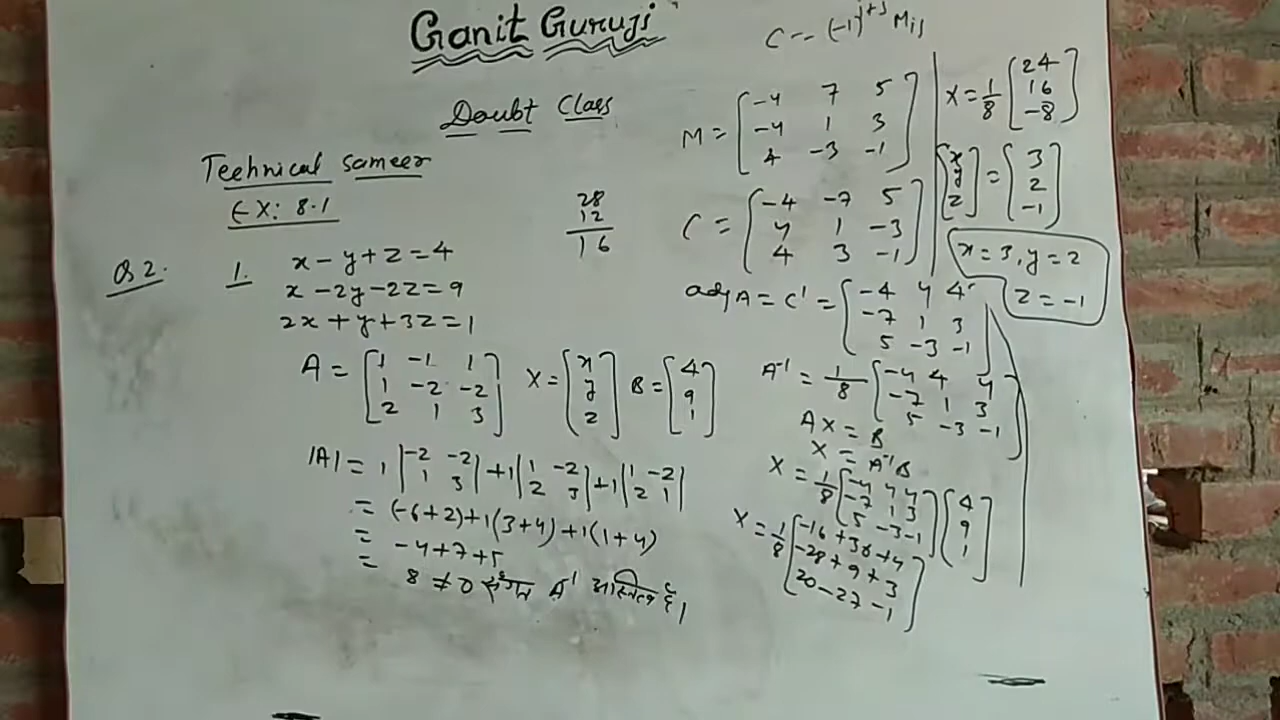 Ganit Guruji
Doubt Class
Technical Sameer
EX: 8.1
28
12
16
Q 2. 1. x - y + z = 4
x - 2y - 2z = 9
2x + y + 3z = 1
A = [1 -1 1
1 -2 -2
2 1 3] X = [x
y
z] B = [4
9
1]
|A| = 1 |-2 -2
1 3| +1 |1 -2
2 3| +1 |1 -2
2 1|
= (-6+2)+1(3+4)+1(1+4)
= -4+7+5
= 8 ≠ 0 A⁻¹
C = (-1)^i+j Mij
M = [-4 7 5
-4 1 3
4 -3 -1]
C = [-4 -7 5
4 1 -3
4 3 -1]
adj A = C' = [-4 4 4
-7 1 3
5 -3 -1]
A⁻¹ = 1/8 [-4 4 4
-7 1 3
5 -3 -1]
AX = B
X = A⁻¹B
X = 1/8 [-4 4 4
-7 1 3
5 -3 -1] [4
9
1]
X = 1/8 [-16+36+4
-28+9+3
20-27-1]
X = 1/8 [24
16
-8]
[x
y
z] = [3
2
-1]
x = 3, y = 2
z = -1